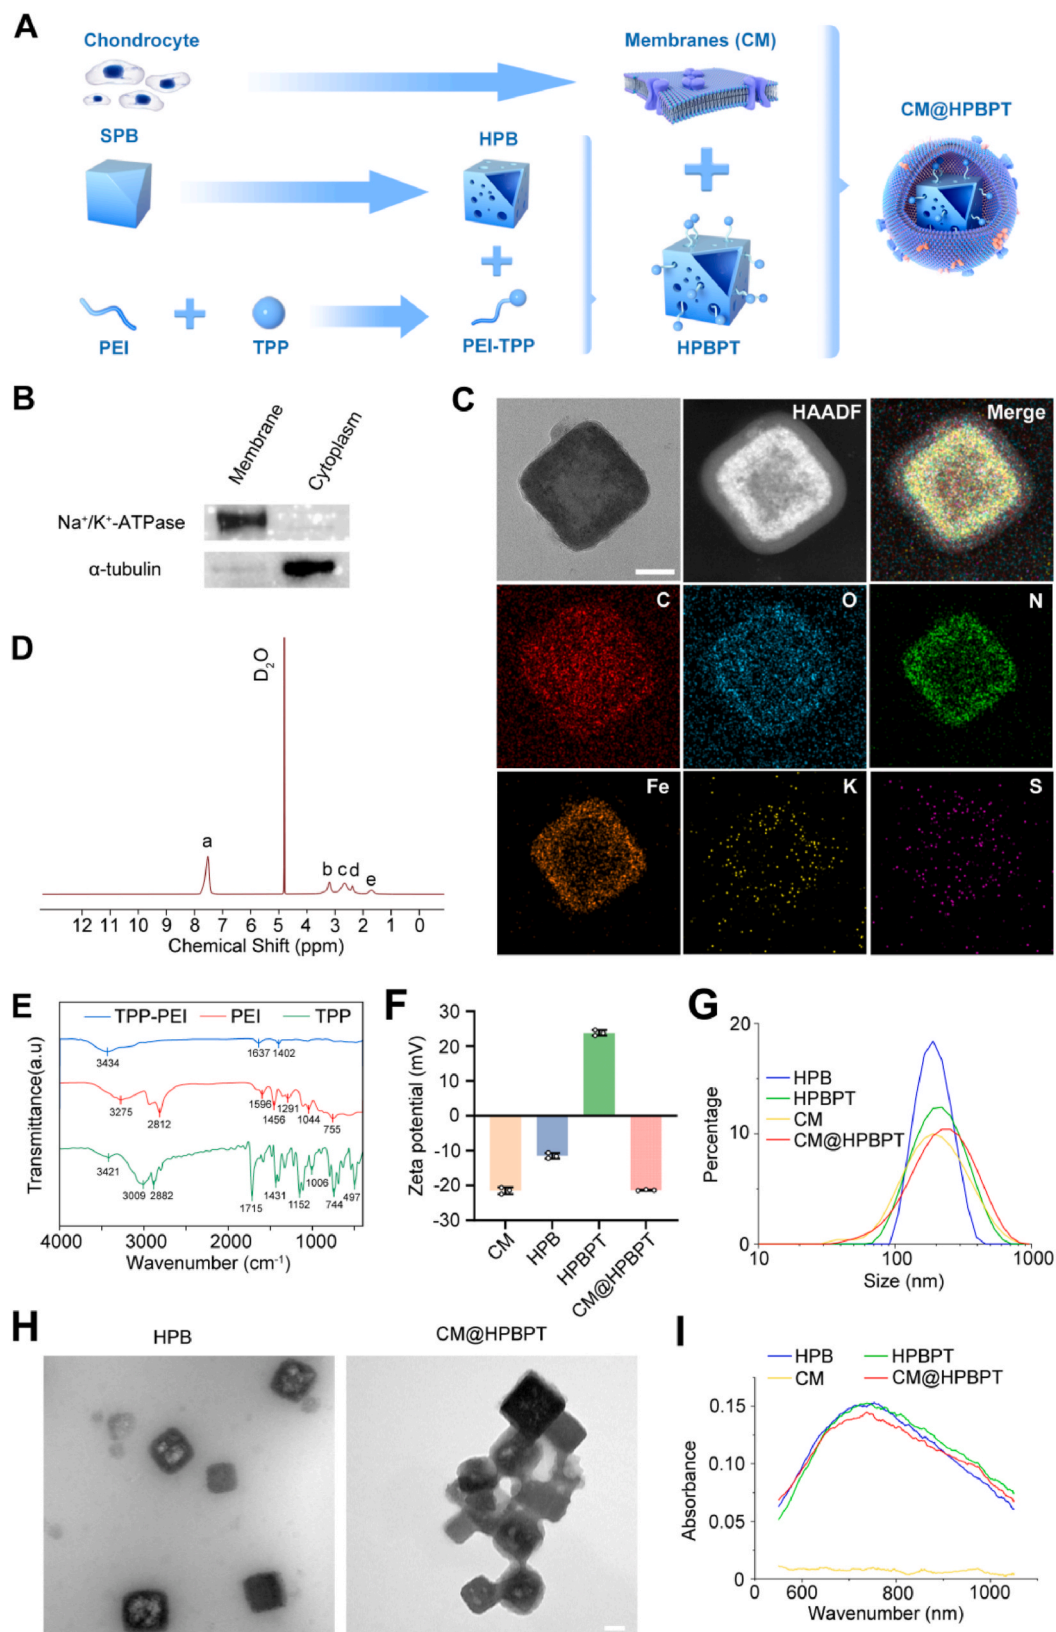 A
Chondrocyte
Membranes (CM)
CM@HPBPT
SPB
HPB
PEI
TPP
PEI-TPP
HPBPT
B
Membrane
Cytoplasm
Na⁺/K⁺-ATPase
α-tubulin
C
HAADF
Merge
C
O
N
Fe
K
S
D
D₂O
a
b c d e
12 11 10 9 8 7 6 5 4 3 2 1 0
Chemical Shift (ppm)
E
TPP-PEI PEI TPP
Transmittance(a.u)
3434
1637 1402
3275
2812
1596
1456
1291
1044
755
3421
3009 2882
1715
1431
1152
1006
744
497
4000 3000 2000 1000
Wavenumber (cm⁻¹)
F
Zeta potential (mV)
30
20
10
0
-10
-20
-30
CM
HPB
HPBPT
CM@HPBPT
G
Percentage
20
10
0
HPB
HPBPT
CM
CM@HPBPT
10 100 1000
Size (nm)
H
HPB
CM@HPBPT
I
HPB HPBPT
CM CM@HPBPT
Absorbance
0.15
0.10
0.05
0
0 600 800 1000
Wavenumber (nm)